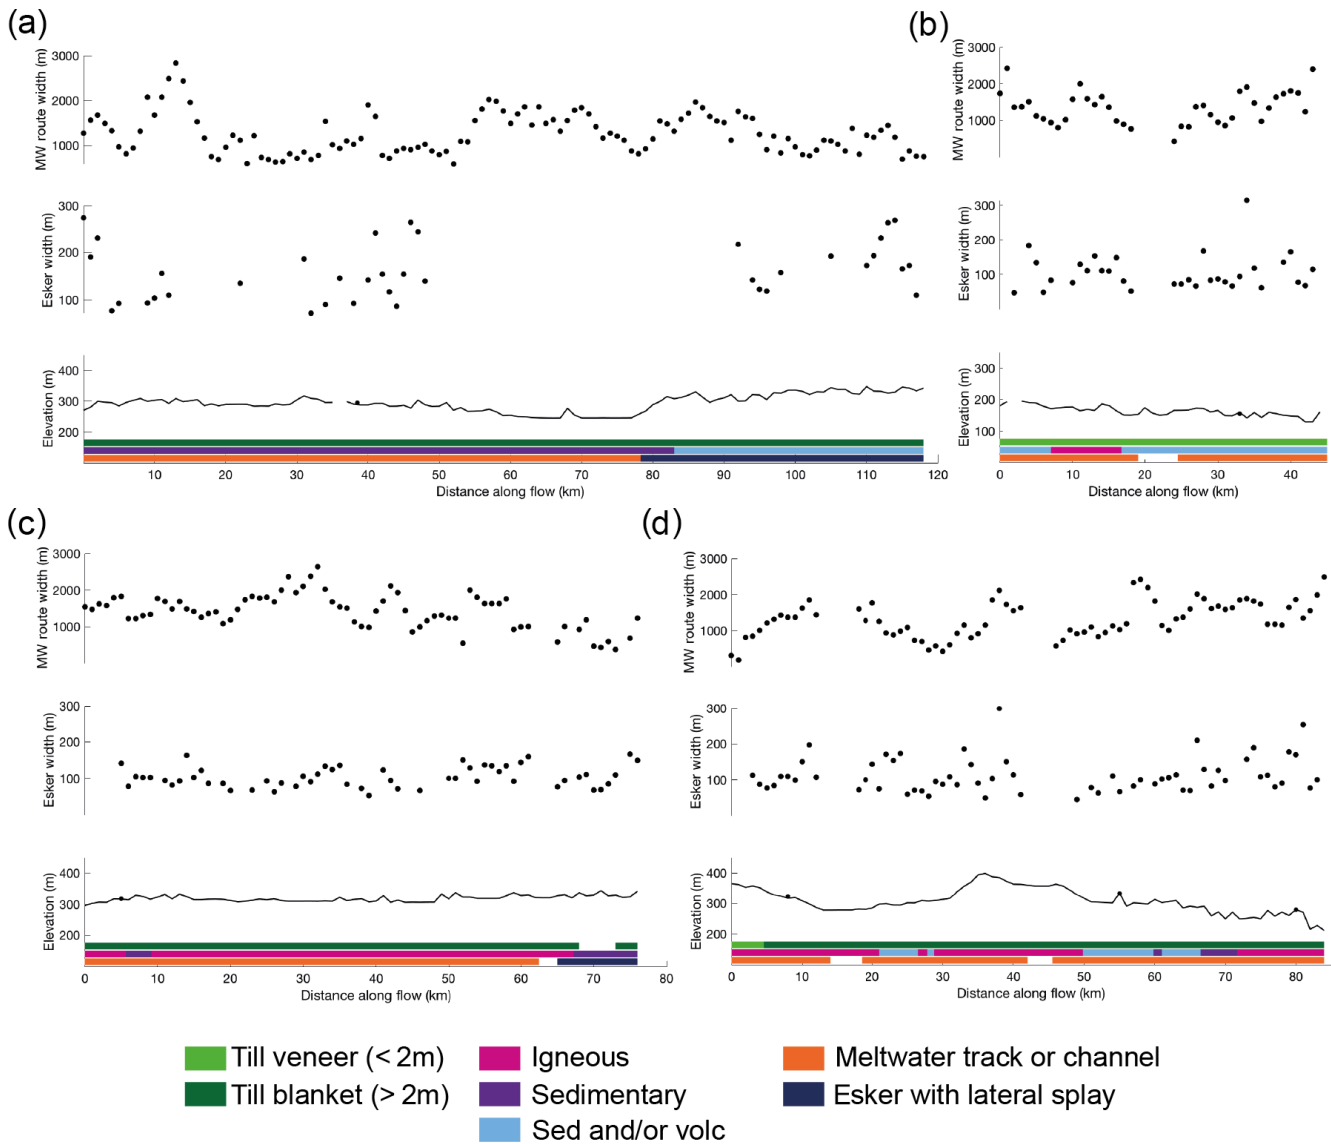 (a)
MW route width (m)
3000
2000
1000
Esker width (m)
300
200
100
Elevation (m)
400
300
200
10 20 30 40 50 60 70 80 90 100 110 120
Distance along flow (km)
(b)
MW route width (m)
3000
2000
1000
Esker width (m)
300
200
100
Elevation (m)
300
200
100
0 10 20 30 40
Distance along flow (km)
(c)
MW route width (m)
3000
2000
1000
Esker width (m)
300
200
100
Elevation (m)
400
300
200
0 10 20 30 40 50 60 70 80
Distance along flow (km)
(d)
MW route width (m)
3000
2000
1000
Esker width (m)
300
200
100
Elevation (m)
400
300
200
0 10 20 30 40 50 60 70 80
Distance along flow (km)
Till veneer (< 2m)
Till blanket (> 2m)
Igneous
Sedimentary
Sed and/or volc
Meltwater track or channel
Esker with lateral splay